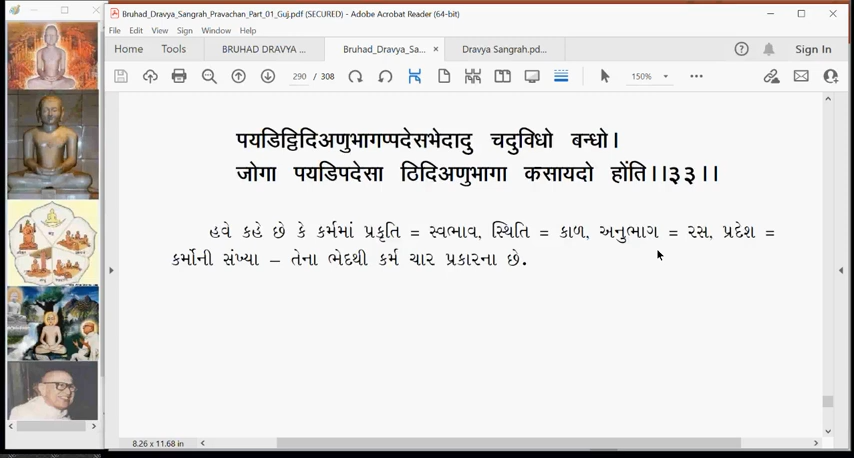 Bruhad_Dravya_Sangrah_Pravachan_Part_01_Guj.pdf (SECURED) - Adobe Acrobat Reader (64-bit)
File Edit View Sign Window Help
Home Tools BRUHAD DRAVYA ... Bruhad_Dravya_Sa... × Dravya Sangrah.pd... Sign In
290 / 308 150%
पयडिट्ठिदिअणुभागप्पदेसभेदादु चदुविधो बन्धो।
जोगा पयडिपदेसा ठिदिअणुभागा कसायदो होंति।।३३।।
હવે કહે છે કે કર્મમાં પ્રકૃતિ = સ્વભાવ, સ્થિતિ = કાળ, અનુભાગ = રસ, પ્રદેશ =
કર્મોની સંખ્યા – તેના ભેદથી કર્મ ચાર પ્રકારના છે.
8.26 x 11.68 in